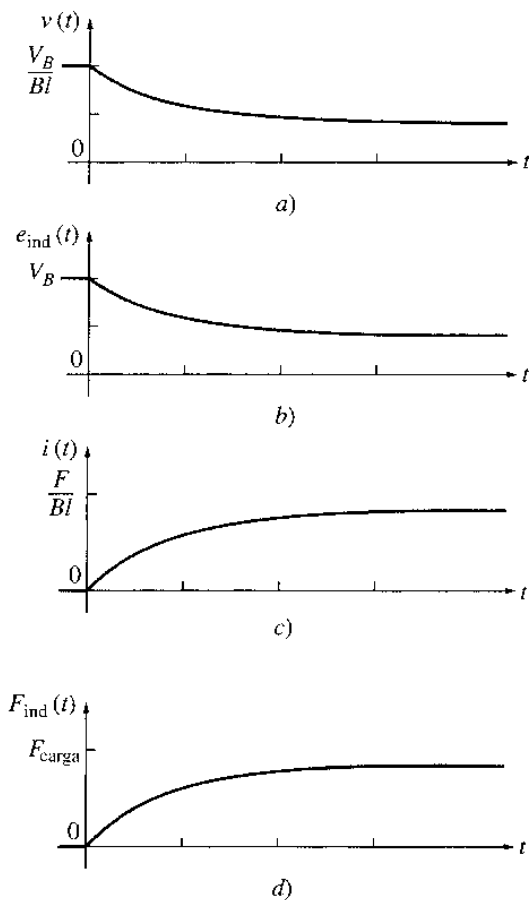 v (t)
V_B
Bl
0
t
a)
e_ind (t)
V_B
0
t
b)
i (t)
F
Bl
0
t
c)
F_ind (t)
F_carga
0
t
d)